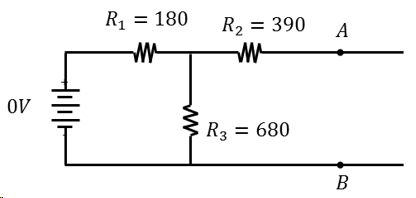 R₁ = 180
R₂ = 390
A
0V
R₃ = 680
B